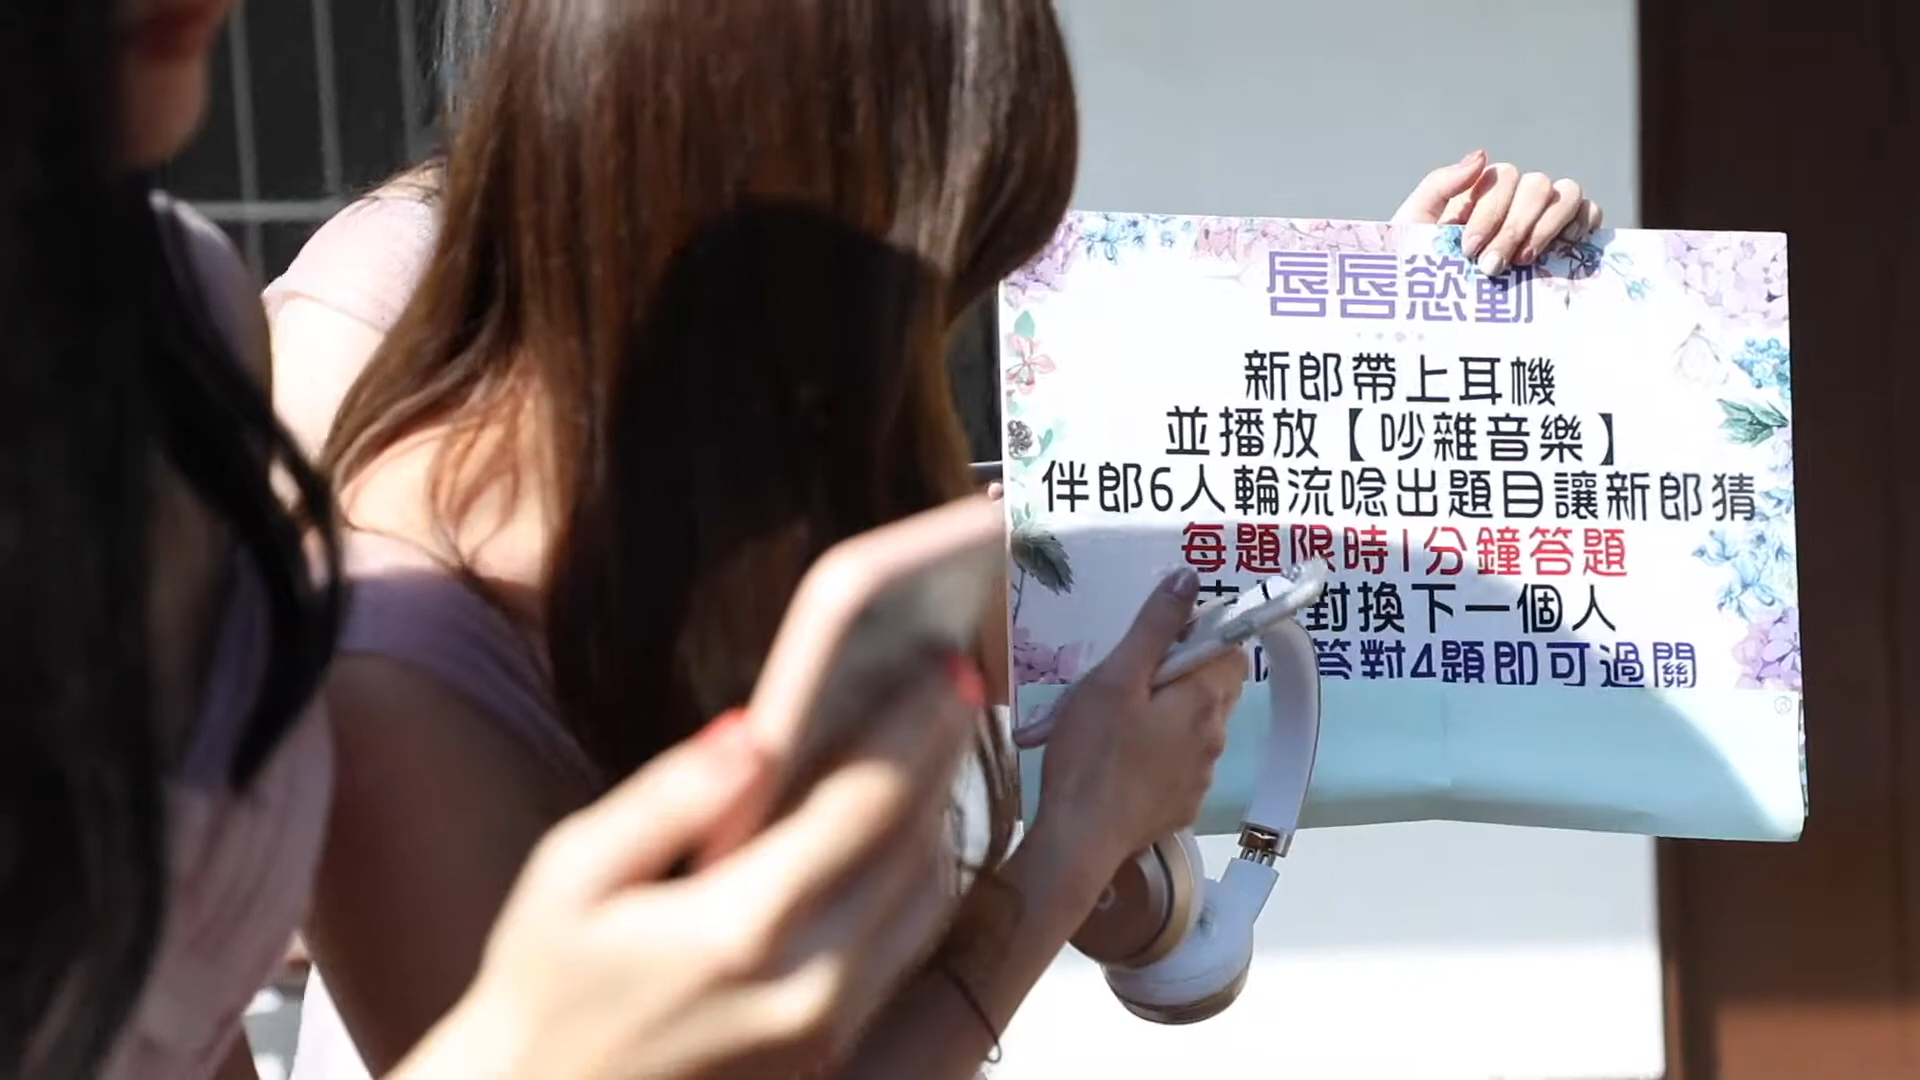 唇唇慾動
新郎帶上耳機
並播放【吵雜音樂】
伴郎6人輪流唸出題目讓新郎猜
每題限時1分鐘答題
對換下一個人
答對4題即可過關